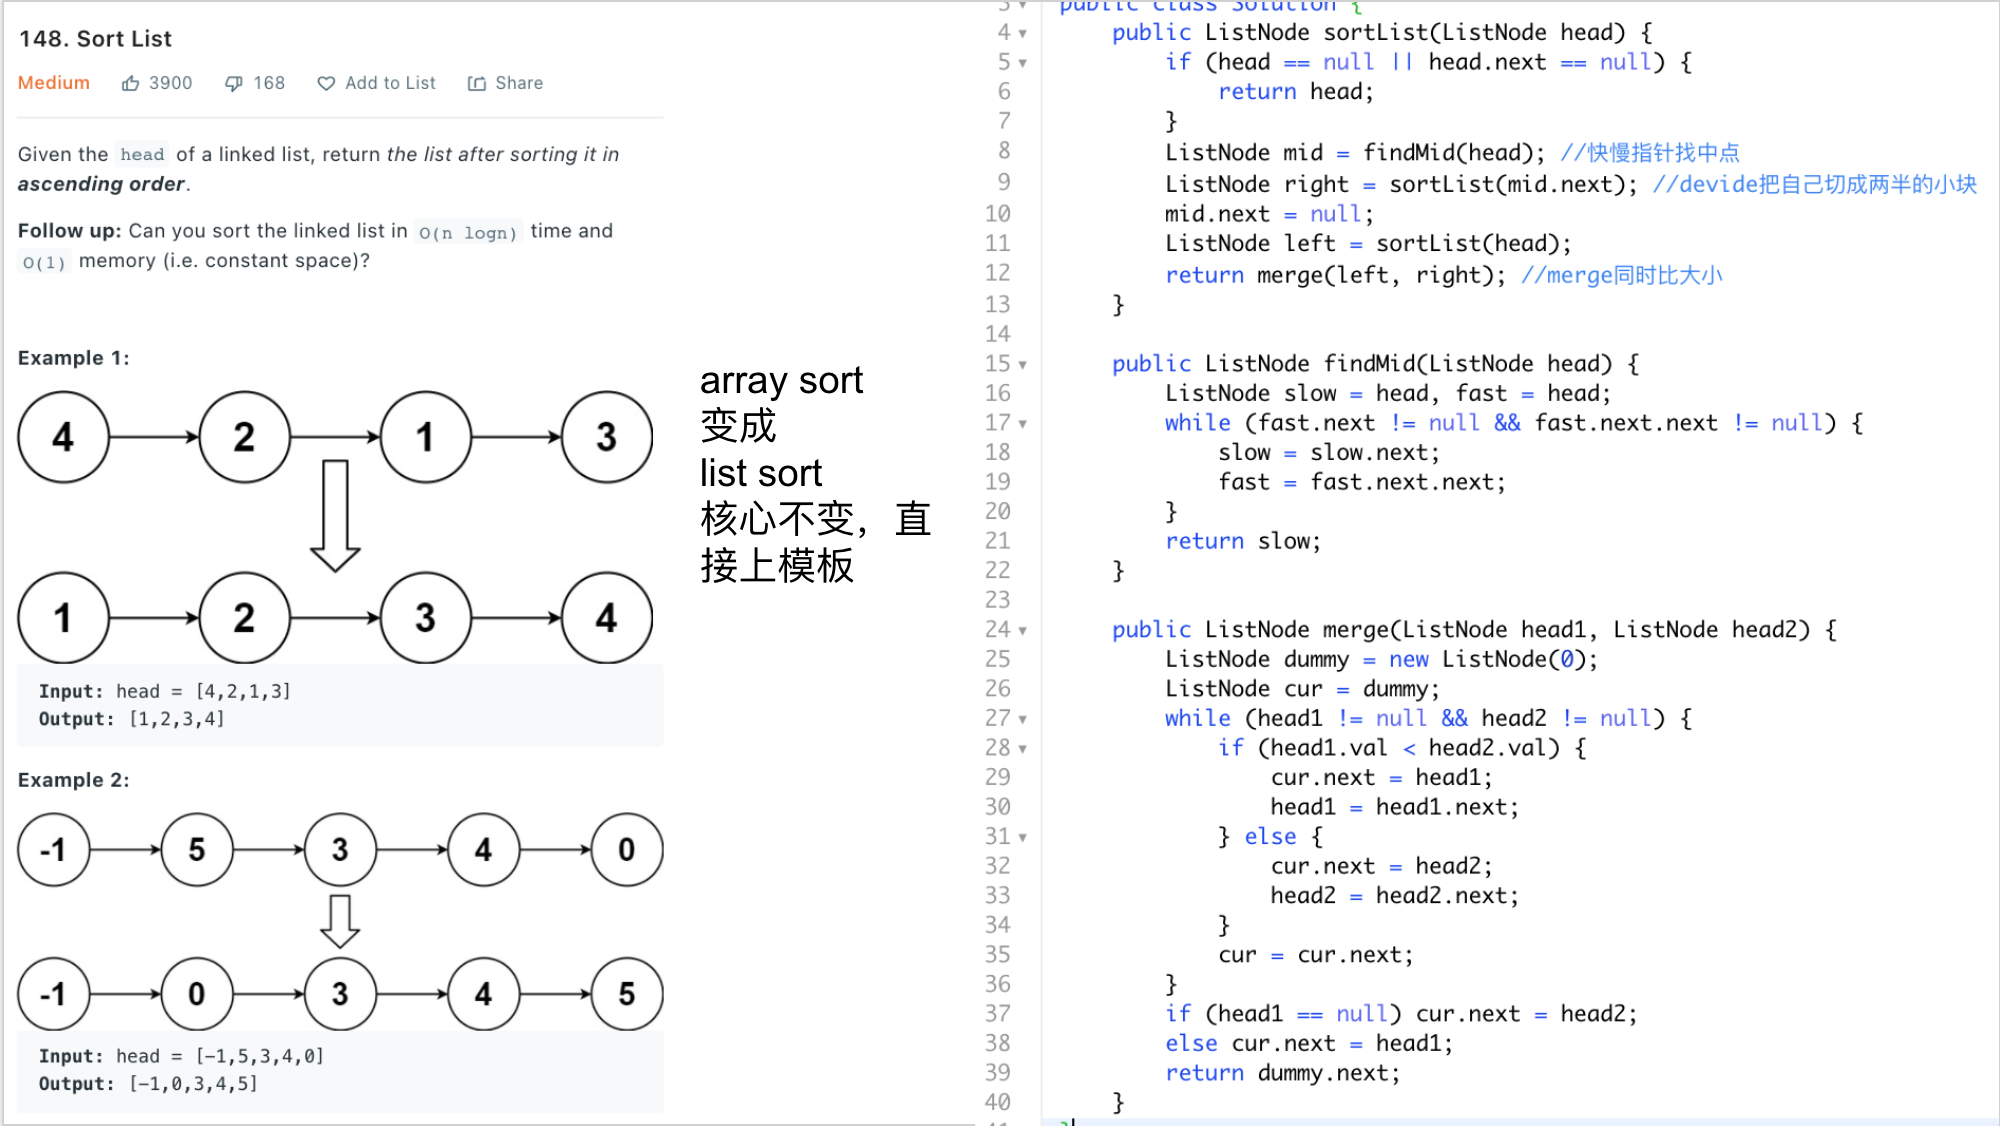 148. Sort List
Medium 3900 168 Add to List Share
Given the head of a linked list, return the list after sorting it in
ascending order.
Follow up: Can you sort the linked list in O(n logn) time and
O(1) memory (i.e. constant space)?
Example 1:
4 2 1 3
1 2 3 4
Input: head = [4,2,1,3]
Output: [1,2,3,4]
Example 2:
-1 5 3 4 0
-1 0 3 4 5
Input: head = [-1,5,3,4,0]
Output: [-1,0,3,4,5]
array sort
变成
list sort
核心不变，直
接上模板
3 public class Solution {
4 public ListNode sortList(ListNode head) {
5 if (head == null || head.next == null) {
6 return head;
7 }
8 ListNode mid = findMid(head); //快慢指针找中点
9 ListNode right = sortList(mid.next); //devide把自己切成两半的小块
10 mid.next = null;
11 ListNode left = sortList(head);
12 return merge(left, right); //merge同时比大小
13 }
14
15 public ListNode findMid(ListNode head) {
16 ListNode slow = head, fast = head;
17 while (fast.next != null && fast.next.next != null) {
18 slow = slow.next;
19 fast = fast.next.next;
20 }
21 return slow;
22 }
23
24 public ListNode merge(ListNode head1, ListNode head2) {
25 ListNode dummy = new ListNode(0);
26 ListNode cur = dummy;
27 while (head1 != null && head2 != null) {
28 if (head1.val < head2.val) {
29 cur.next = head1;
30 head1 = head1.next;
31 } else {
32 cur.next = head2;
33 head2 = head2.next;
34 }
35 cur = cur.next;
36 }
37 if (head1 == null) cur.next = head2;
38 else cur.next = head1;
39 return dummy.next;
40 }
41 }